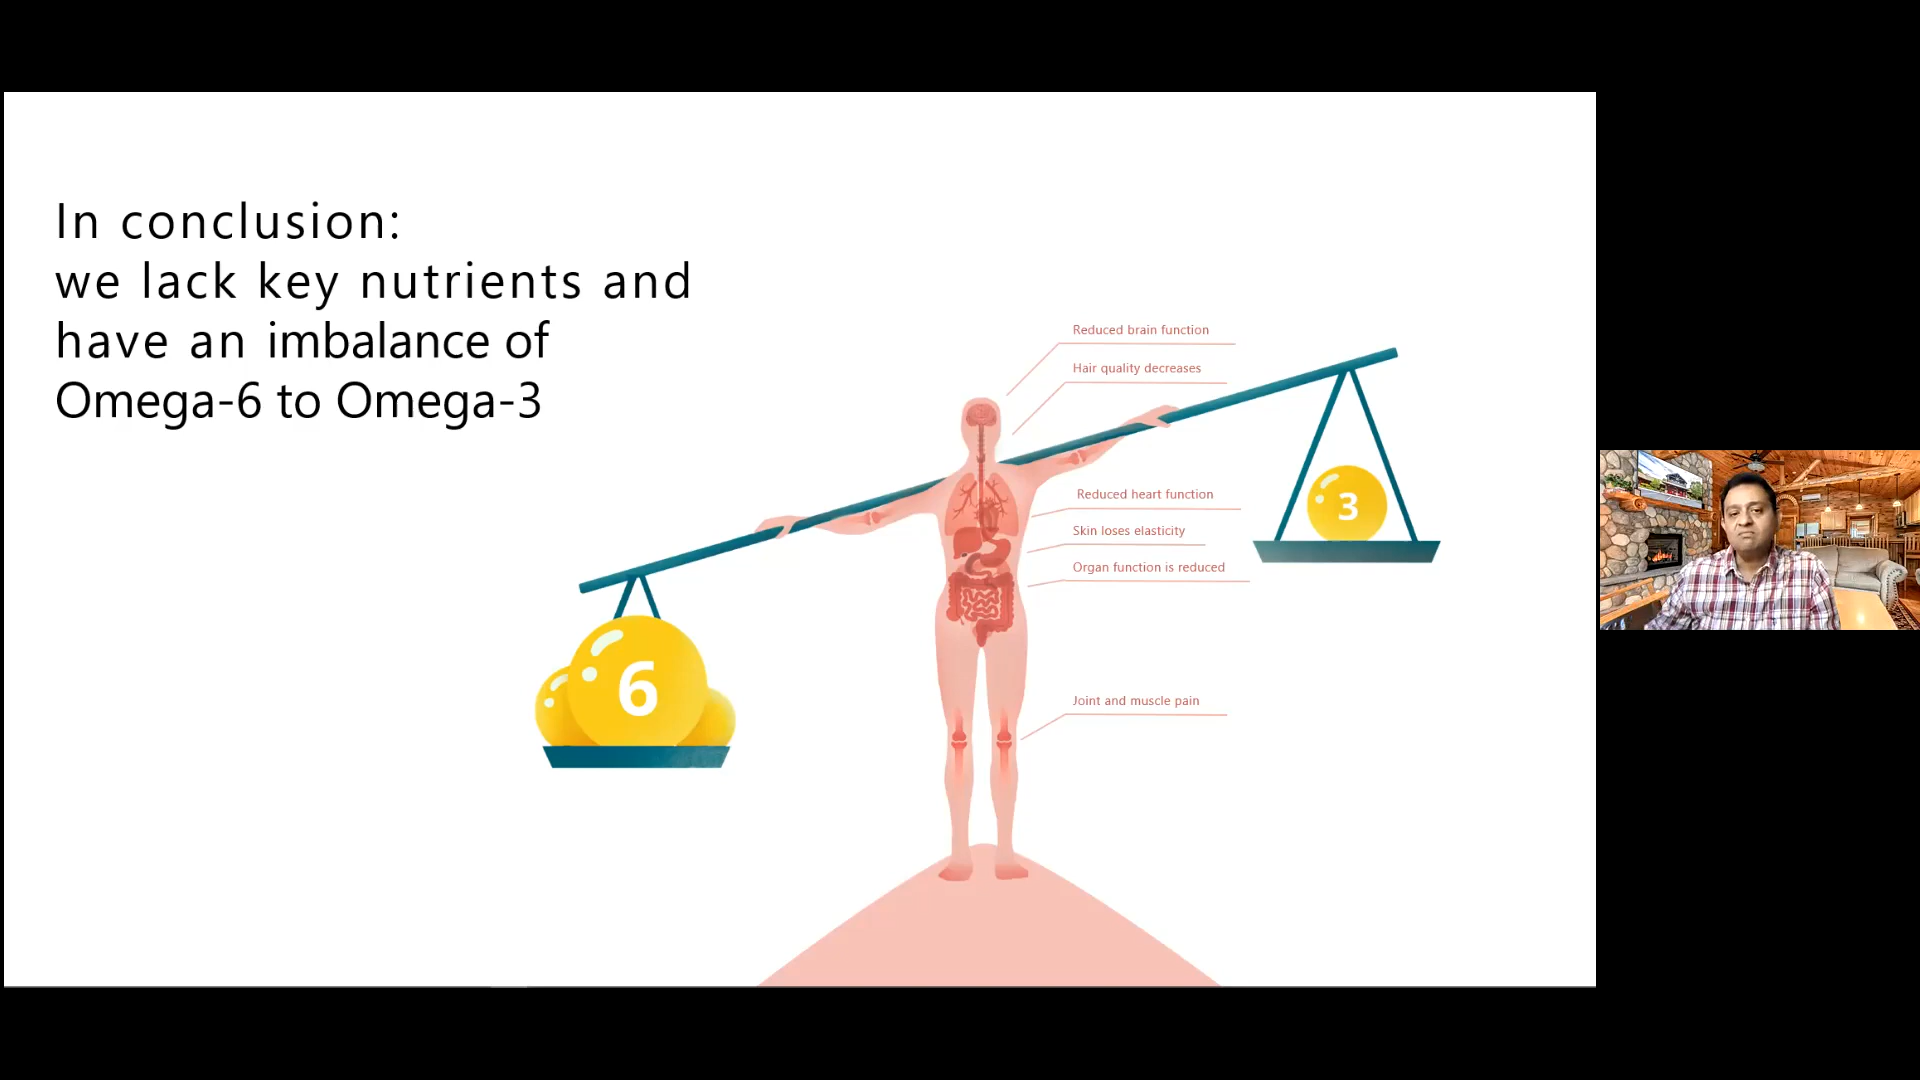 In conclusion:
we lack key nutrients and
have an imbalance of
Omega-6 to Omega-3
Reduced brain function
Hair quality decreases
Reduced heart function
Skin loses elasticity
Organ function is reduced
Joint and muscle pain
3
6